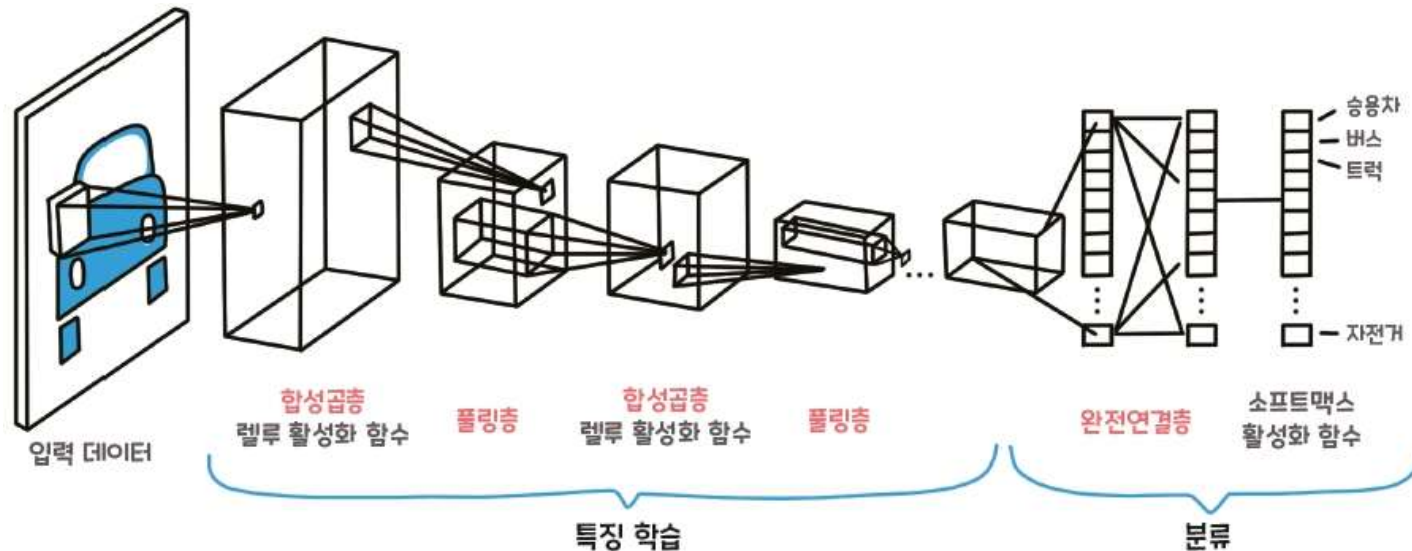 승용차
버스
트럭
자전거
입력 데이터
합성곱층
렐루 활성화 함수
풀링층
합성곱층
렐루 활성화 함수
풀링층
완전연결층
소프트맥스
활성화 함수
특징 학습
분류